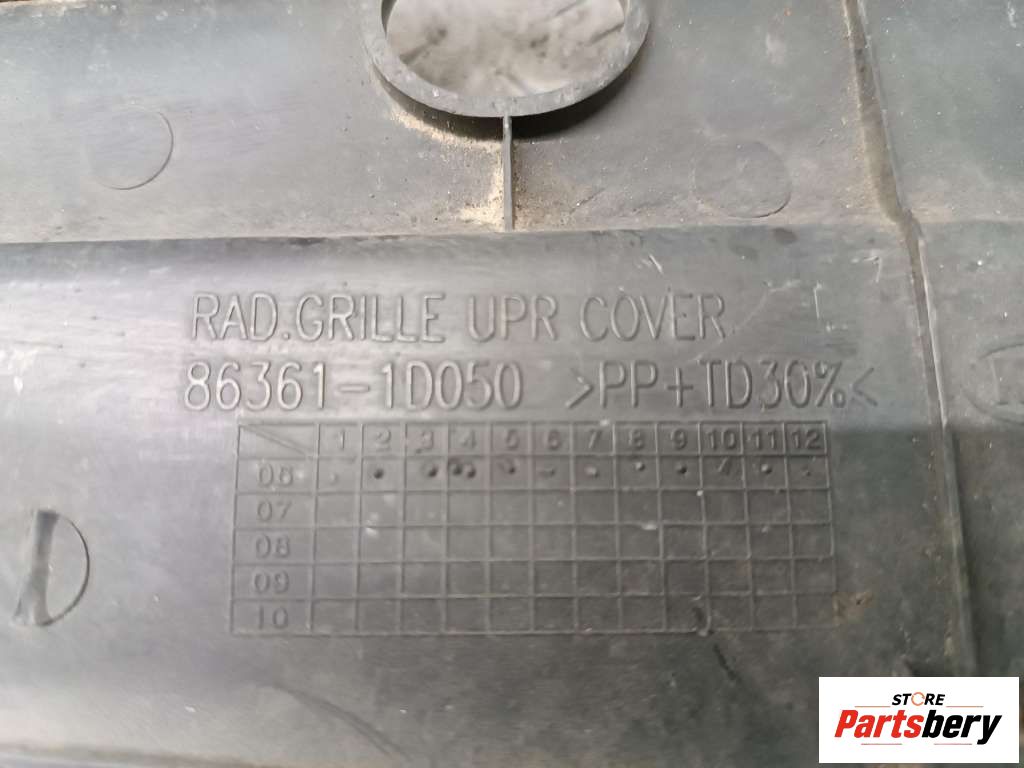 RAD.GRILLE UPR COVER
86361-1D050 >PP+TD30%<
1 2 3 4 5 6 7 8 9 10 11 12
06
07
08
09
10
STORE
Partsbery